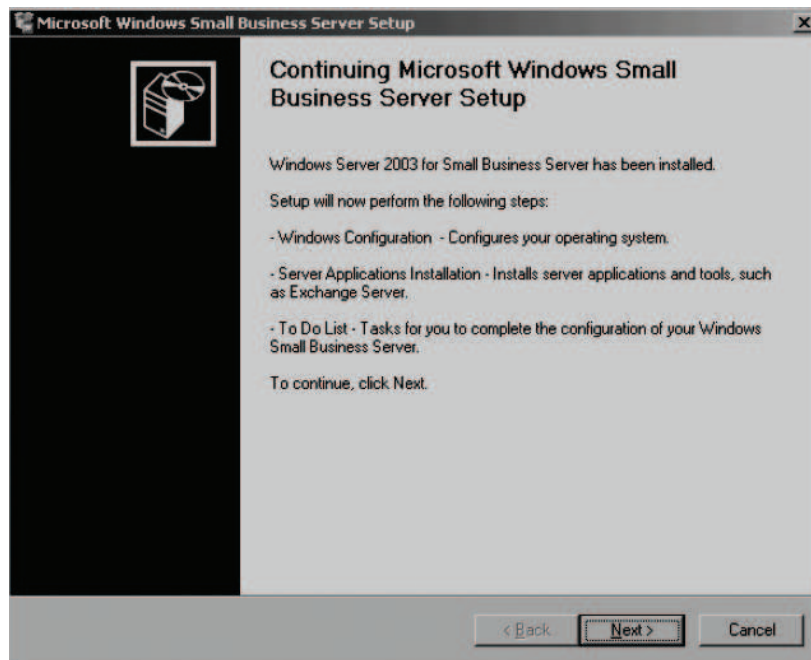 Microsoft Windows Small Business Server Setup
Continuing Microsoft Windows Small
Business Server Setup
Windows Server 2003 for Small Business Server has been installed.
Setup will now perform the following steps:
- Windows Configuration - Configures your operating system.
- Server Applications Installation - Installs server applications and tools, such
as Exchange Server.
- To Do List - Tasks for you to complete the configuration of your Windows
Small Business Server.
To continue, click Next.
< Back
Next >
Cancel